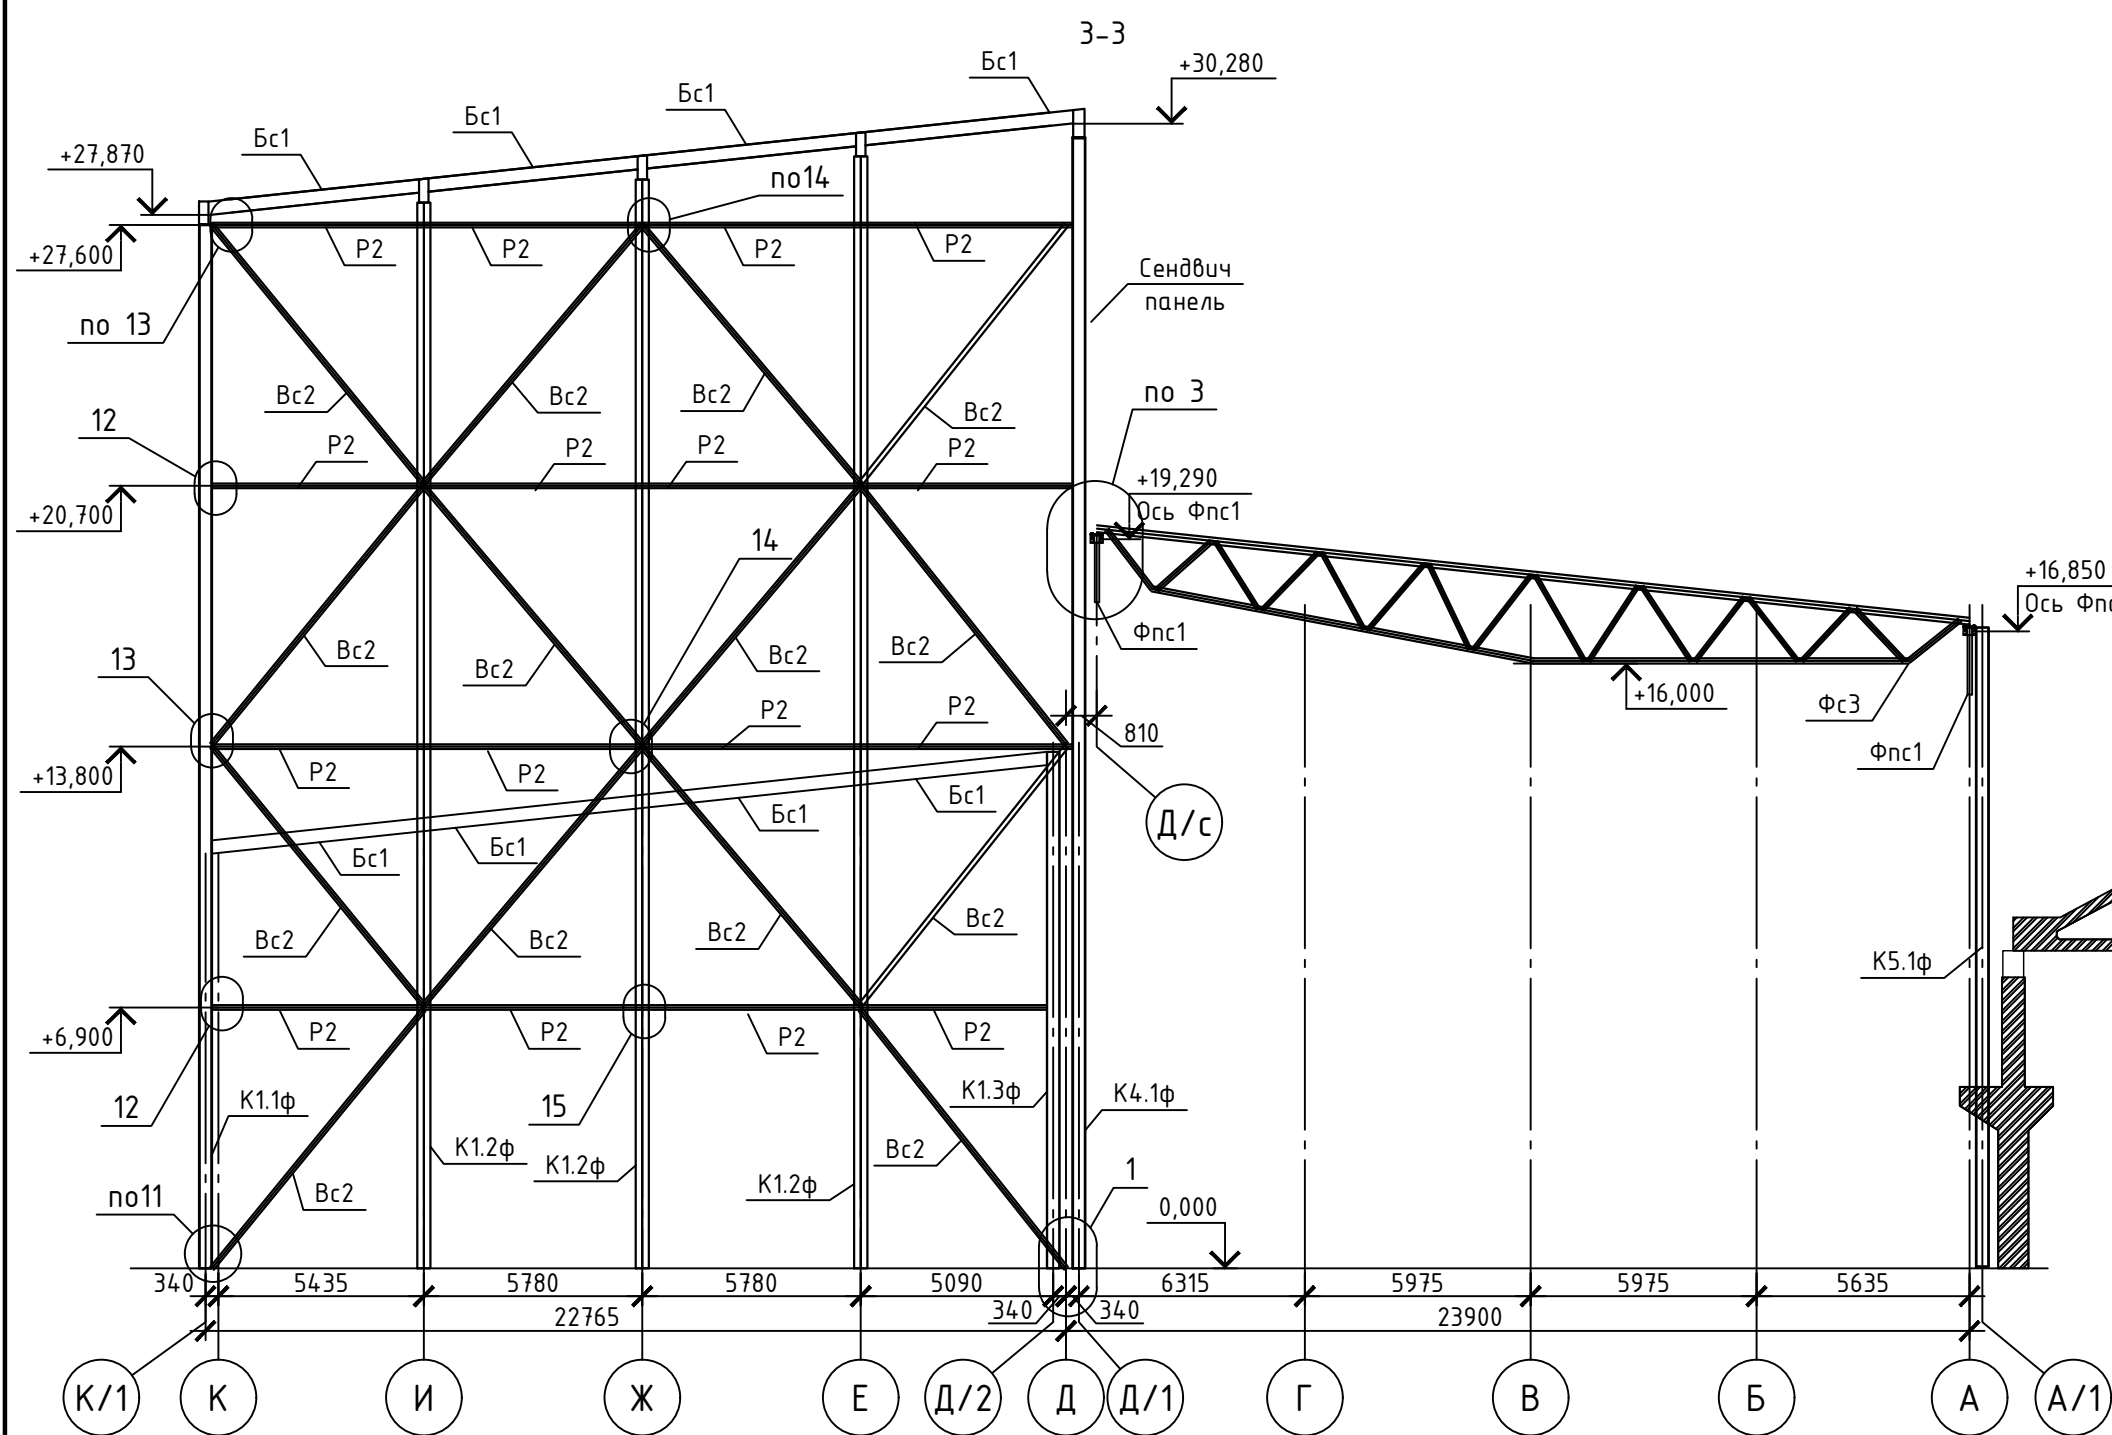 3-3
Бс1
+30,280
Бс1
Бс1
Бс1
+27,870
по14
+27,600
Р2
Р2
Р2
Р2
Сендвич
панель
по 13
Вс2
Вс2
Вс2
Вс2
по 3
12
Р2
Р2
Р2
Р2
+19,290
Ось Фпс1
+20,700
14
+16,850
Фпс1
13
Вс2
Вс2
Вс2
Вс2
+16,000
Фс3
Фпс1
Р2
Р2
810
+13,800
Р2
Р2
Бс1
Бс1
Бс1
Бс1
Д/с
Вс2
Вс2
Вс2
Вс2
К5.1ф
+6,900
Р2
Р2
Р2
Р2
12
К1.1ф
15
К1.3ф
К4.1ф
К1.2ф
К1.2ф
К1.2ф
Вс2
по11
Вс2
1
0,000
340
5435
5780
5780
5090
340
340
6315
5975
5975
5635
22765
23900
К/1
К
И
Ж
Е
Д/2
Д
Д/1
Г
В
Б
А
А/1